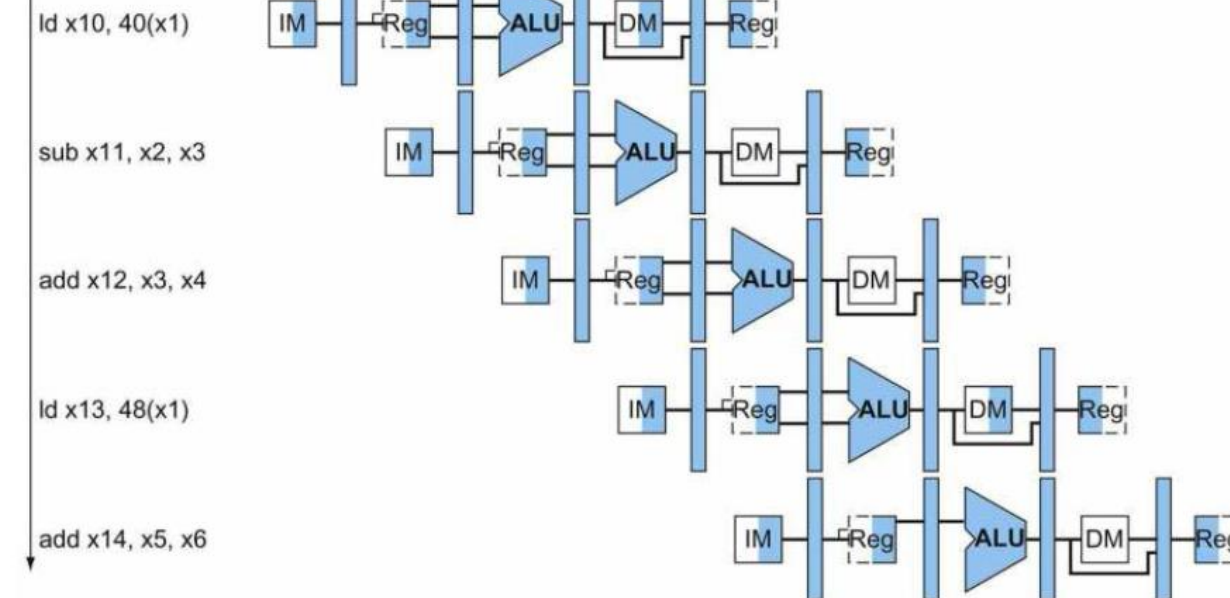 ld x10, 40(x1) IM Reg ALU DM Reg
sub x11, x2, x3 IM Reg ALU DM Reg
add x12, x3, x4 IM Reg ALU DM Reg
ld x13, 48(x1) IM Reg ALU DM Reg
add x14, x5, x6 IM Reg ALU DM Reg